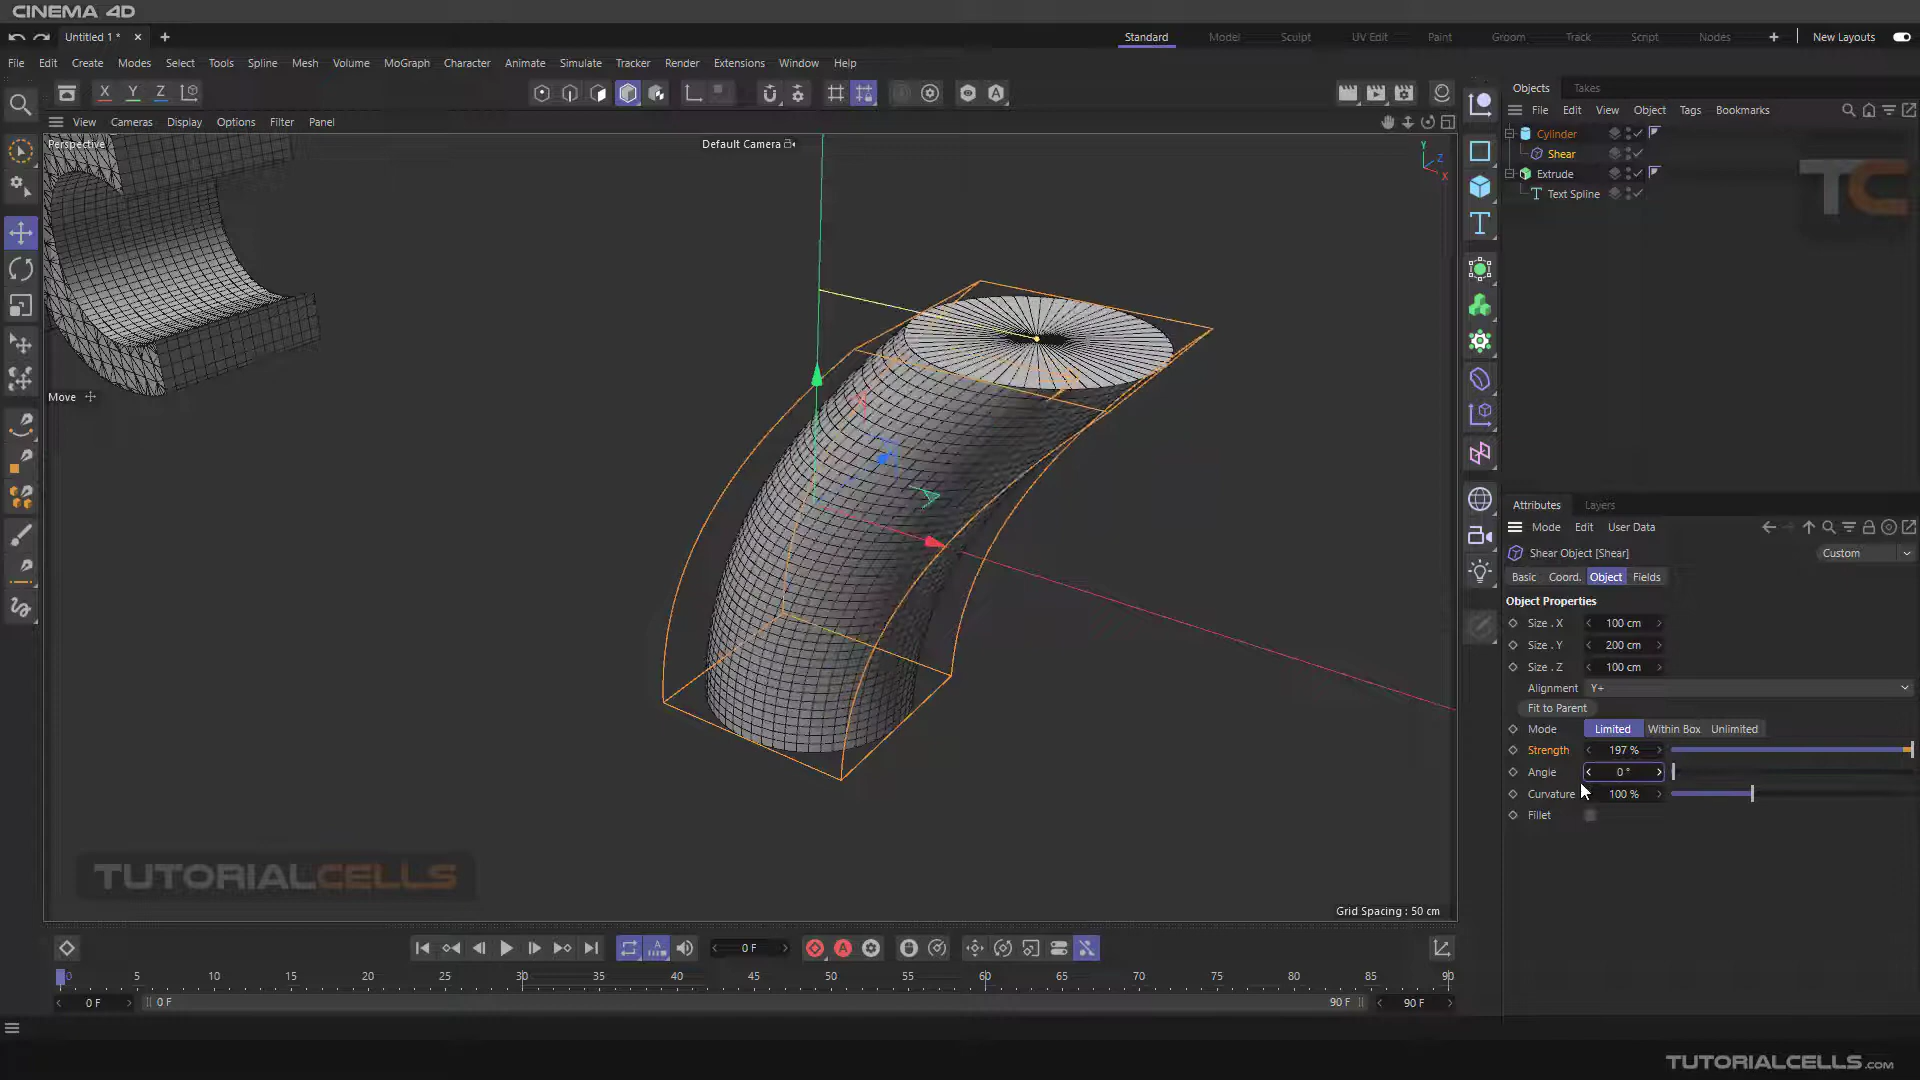 CINEMA 4D
Untitled 1 *
Standard Model Sculpt UV Edit Paint Groom Track Script Nodes New Layouts
File Edit Create Modes Select Tools Spline Mesh Volume MoGraph Character Animate Simulate Tracker Render Extensions Window Help
X Y Z
View Cameras Display Options Filter Panel
Perspective
Default Camera
Y
Z
X
Move
TUTORIALCELLS
Grid Spacing : 50 cm
Objects Takes
File Edit View Object Tags Bookmarks
Cylinder
Shear
Extrude
Text Spline
TC
Attributes Layers
Mode Edit User Data
Shear Object [Shear] Custom
Basic Coord. Object Fields
Object Properties
Size . X 100 cm
Size . Y 200 cm
Size . Z 100 cm
Alignment Y+
Fit to Parent
Mode Limited Within Box Unlimited
Strength 197 %
Angle 0 °
Curvature 100 %
Fillet
0 F
0 5 10 15 20 25 30 35 40 45 50 55 60 65 70 75 80 85 90
0 F 0 F 90 F 90 F
TUTORIALCELLS.COM